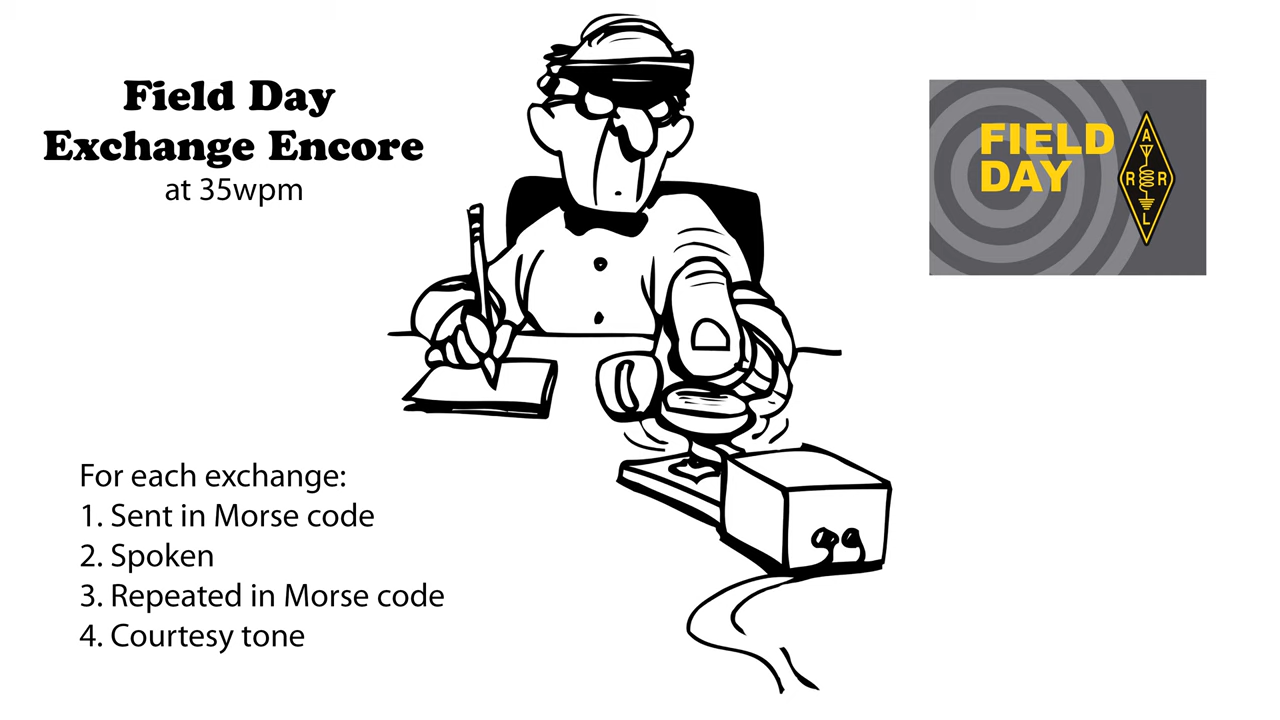 Field Day
Exchange Encore
at 35wpm
FIELD
DAY
A
R R
L
For each exchange:
1. Sent in Morse code
2. Spoken
3. Repeated in Morse code
4. Courtesy tone